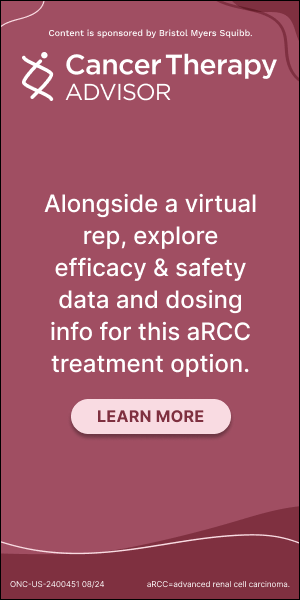 Content is sponsored by Bristol Myers Squibb.
Cancer Therapy
ADVISOR
Alongside a virtual
rep, explore
efficacy & safety
data and dosing
info for this aRCC
treatment option.
LEARN MORE
ONC-US-2400451 08/24
aRCC=advanced renal cell carcinoma.